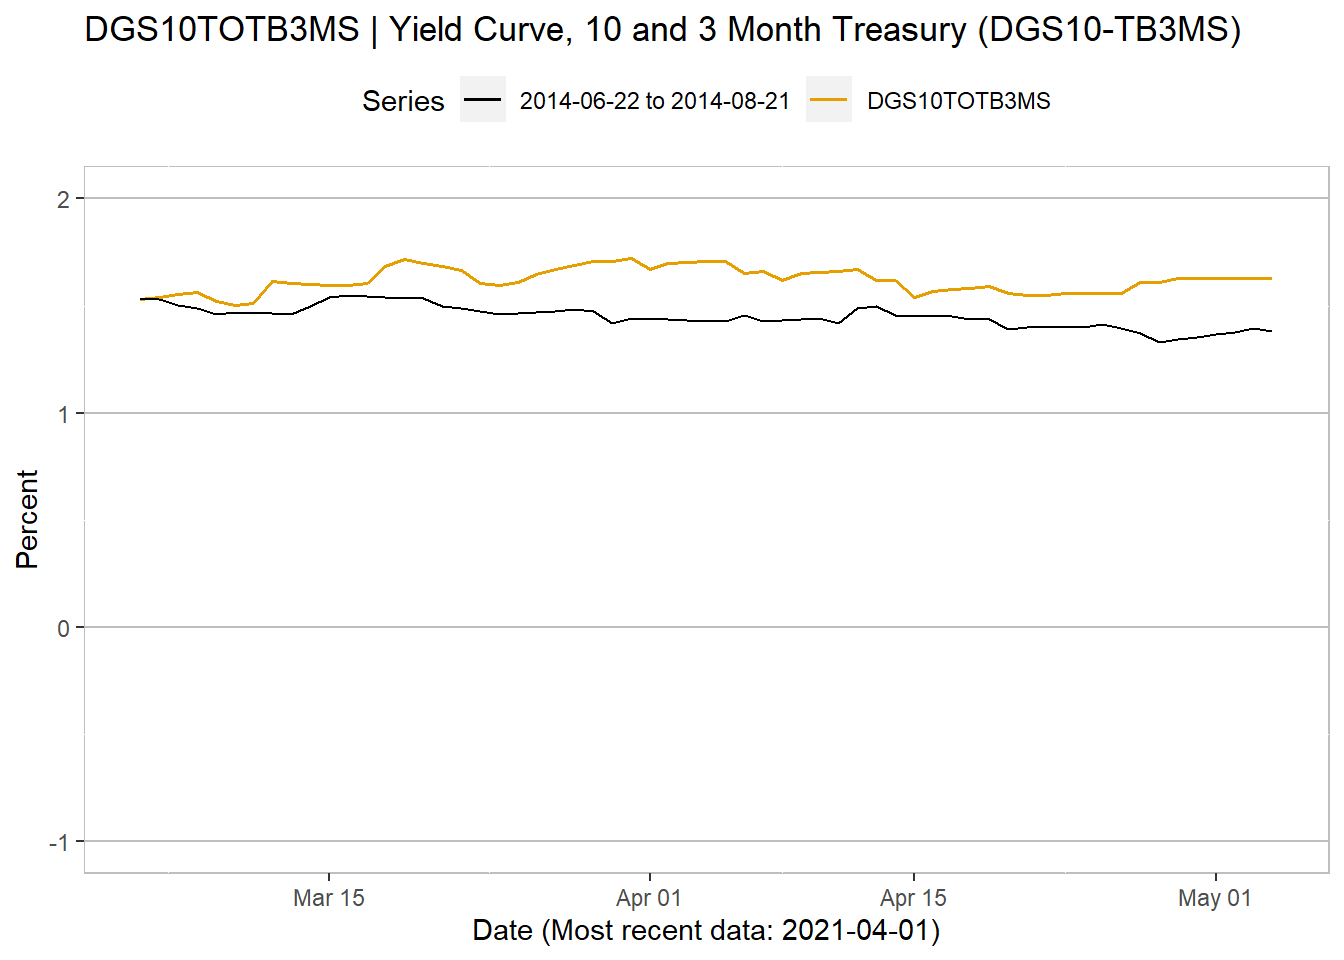 DGS10TOTB3MS | Yield Curve, 10 and 3 Month Treasury (DGS10-TB3MS)
Series 2014-06-22 to 2014-08-21 DGS10TOTB3MS
2
1
0
-1
Percent
Mar 15 Apr 01 Apr 15 May 01
Date (Most recent data: 2021-04-01)